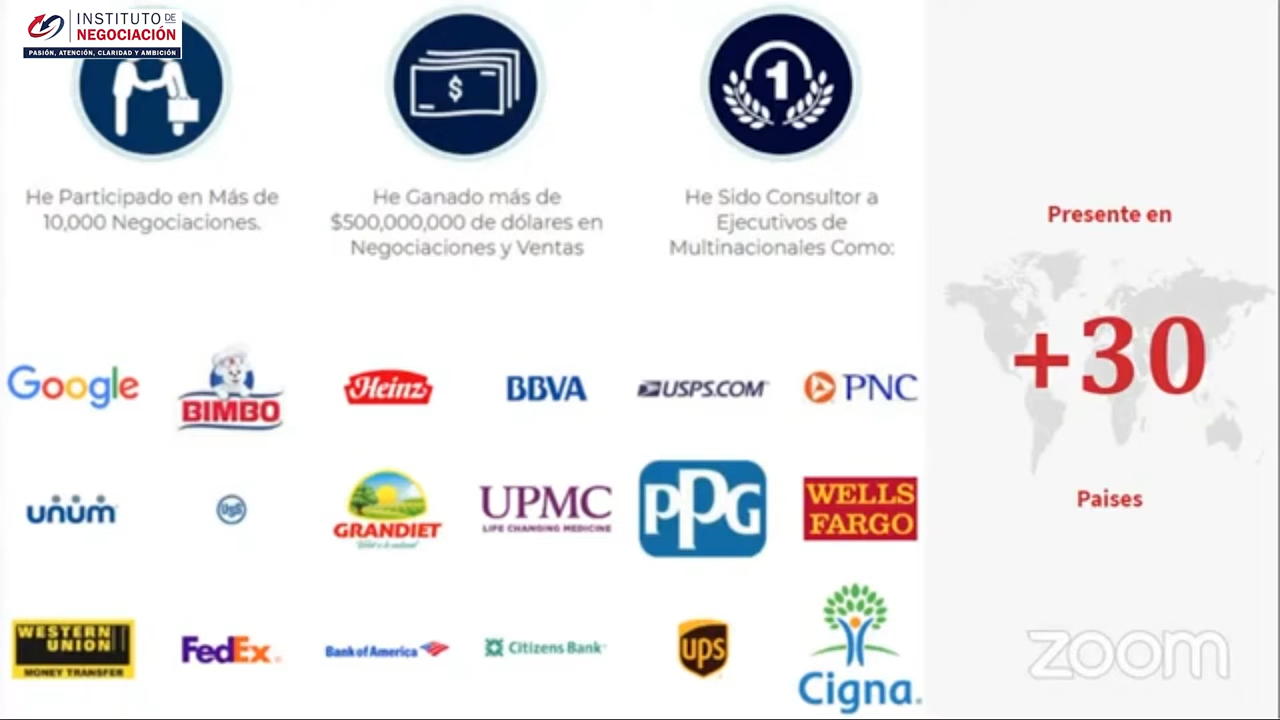 INSTITUTO DE
NEGOCIACIÓN
PASIÓN, ATENCIÓN, CLARIDAD Y AMBICIÓN
$
1
He Participado en Más de
10,000 Negociaciones.
He Ganado más de
$500,000,000 de dólares en
Negociaciones y Ventas
He Sido Consultor a
Ejecutivos de
Multinacionales Como:
Presente en
+30
Paises
Google
BIMBO
Heinz
BBVA
USPS.COM
PNC
unum
USS
GRANDIET
UPMC
LIFE CHANGING MEDICINE
PPG
WELLS
FARGO
WESTERN
UNION
MONEY TRANSFER
FedEx
Bank of America
Citizens Bank
ups
Cigna.
zoom